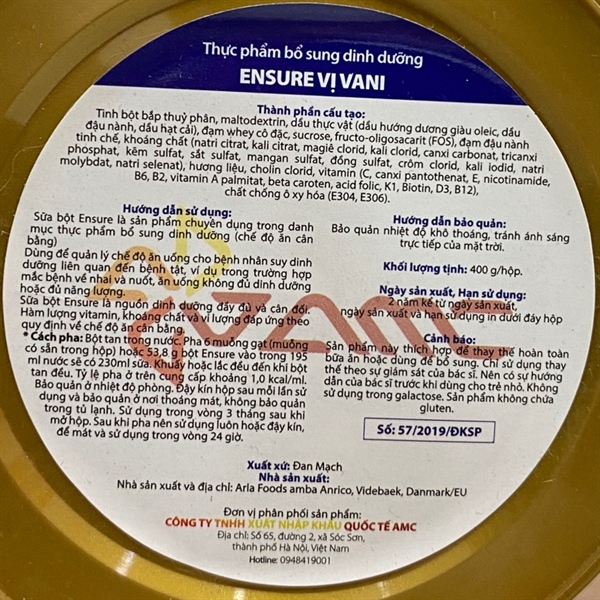 Thực phẩm bổ sung dinh dưỡng
ENSURE VỊ VANI
Thành phần cấu tạo:
Tinh bột bắp thuỷ phân, maltodextrin, dầu thực vật (dầu hướng dương giàu oleic, dầu
đậu nành, dầu hạt cải), đạm whey cô đặc, sucrose, fructo-oligosacarit (FOS), đạm đậu nành
tinh chế, khoáng chất (natri citrat, kali citrat, magiê clorid, kali clorid, canxi carbonat, tricanxi
phosphat, kẽm sulfat, sắt sulfat, mangan sulfat, đồng sulfat, crôm clorid, kali iodid, natri
molybdat, natri selenat), hương liệu, cholin clorid, vitamin (C, canxi pantothenat, E, nicotinamide,
B6, B2, vitamin A palmitat, beta caroten, acid folic, K1, Biotin, D3, B12),
chất chống ô xy hóa (E304, E306).
Hướng dẫn sử dụng:
Sữa bột Ensure là sản phẩm chuyên dụng trong danh
mục thực phẩm bổ sung dinh dưỡng (chế độ ăn cân
bằng)
Dùng để quản lý chế độ ăn uống cho bệnh nhân suy dinh
dưỡng liên quan đến bệnh tật, ví dụ trong trường hợp
mắc bệnh về nhai và nuốt, ăn uống không đủ dinh dưỡng
hoặc đủ năng lượng.
Sữa bột Ensure là nguồn dinh dưỡng đầy đủ và cân đối.
Hàm lượng vitamin, khoáng chất và vi lượng đáp ứng theo
quy định về chế độ ăn cân bằng.
* Cách pha: Bột tan trong nước. Pha 6 muỗng gạt (muỗng
có sẵn trong hộp) hoặc 53,8 g bột Ensure vào trong 195
ml nước sẽ có 230ml sữa. Khuấy hoặc lắc đều đến khi bột
tan đều. Tỷ lệ pha ở trên cung cấp khoảng 1,0 kcal/ml.
Bảo quản ở nhiệt độ phòng. Đậy kín hộp sau mỗi lần sử
dụng và bảo quản ở nơi thoáng mát, không bảo quản
trong tủ lạnh. Sử dụng trong vòng 3 tháng sau khi
mở hộp. Sau khi pha nên sử dụng luôn hoặc đậy kín,
để mát và sử dụng trong vòng 24 giờ.
Hướng dẫn bảo quản:
Bảo quản nhiệt độ khô thoáng, tránh ánh sáng
trực tiếp của mặt trời.
Khối lượng tịnh: 400 g/hộp.
Ngày sản xuất, Hạn sử dụng:
2 năm kể từ ngày sản xuất,
ngày sản xuất và hạn sử dụng in dưới đáy hộp
Cảnh báo:
Sản phẩm này thích hợp để thay thế hoàn toàn
bữa ăn hoặc dùng để bổ sung. Chỉ sử dụng thay
thế theo sự giám sát của bác sĩ. Nên có sự hướng
dẫn của bác sĩ trước khi dùng cho trẻ nhỏ. Không
sử dụng trong galactose. Sản phẩm không chứa
gluten.
Số: 57/2019/ĐKSP
AMC
Xuất xứ: Đan Mạch
Nhà sản xuất:
Nhà sản xuất và địa chỉ: Arla Foods amba Anrico, Videbaek, Danmark/EU
Đơn vị phân phối sản phẩm:
CÔNG TY TNHH XUẤT NHẬP KHẨU QUỐC TẾ AMC
Địa chỉ: Số 65, đường 2, xã Sóc Sơn,
thành phố Hà Nội, Việt Nam
Hotline: 0948419001